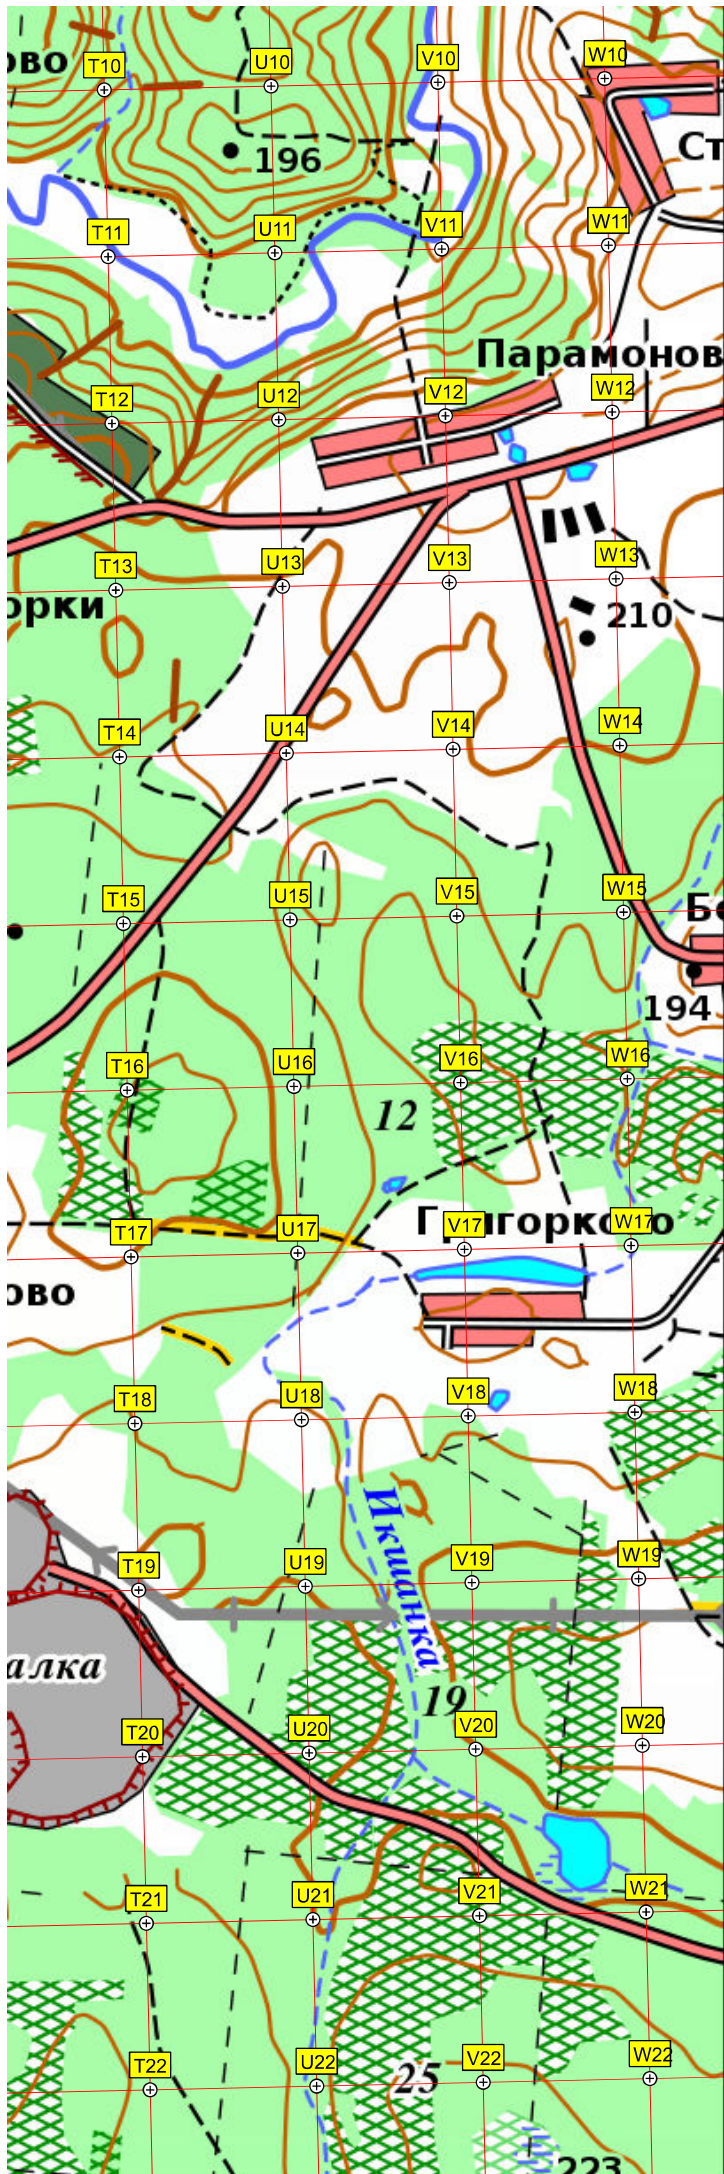 ово
T10 U10 V10 W10
196
Ст
T11 U11 V11 W11
Парамонов
T12 U12 V12 W12
T13 U13 V13 W13
орки
210
T14 U14 V14 W14
T15 U15 V15 W15
Бе
194
T16 U16 V16 W16
12
Григорково
T17 U17 V17 W17
ово
T18 U18 V18 W18
Икшанка
T19 U19 V19 W19
алка
19
T20 U20 V20 W20
T21 U21 V21 W21
T22 U22 V22 W22
25
223